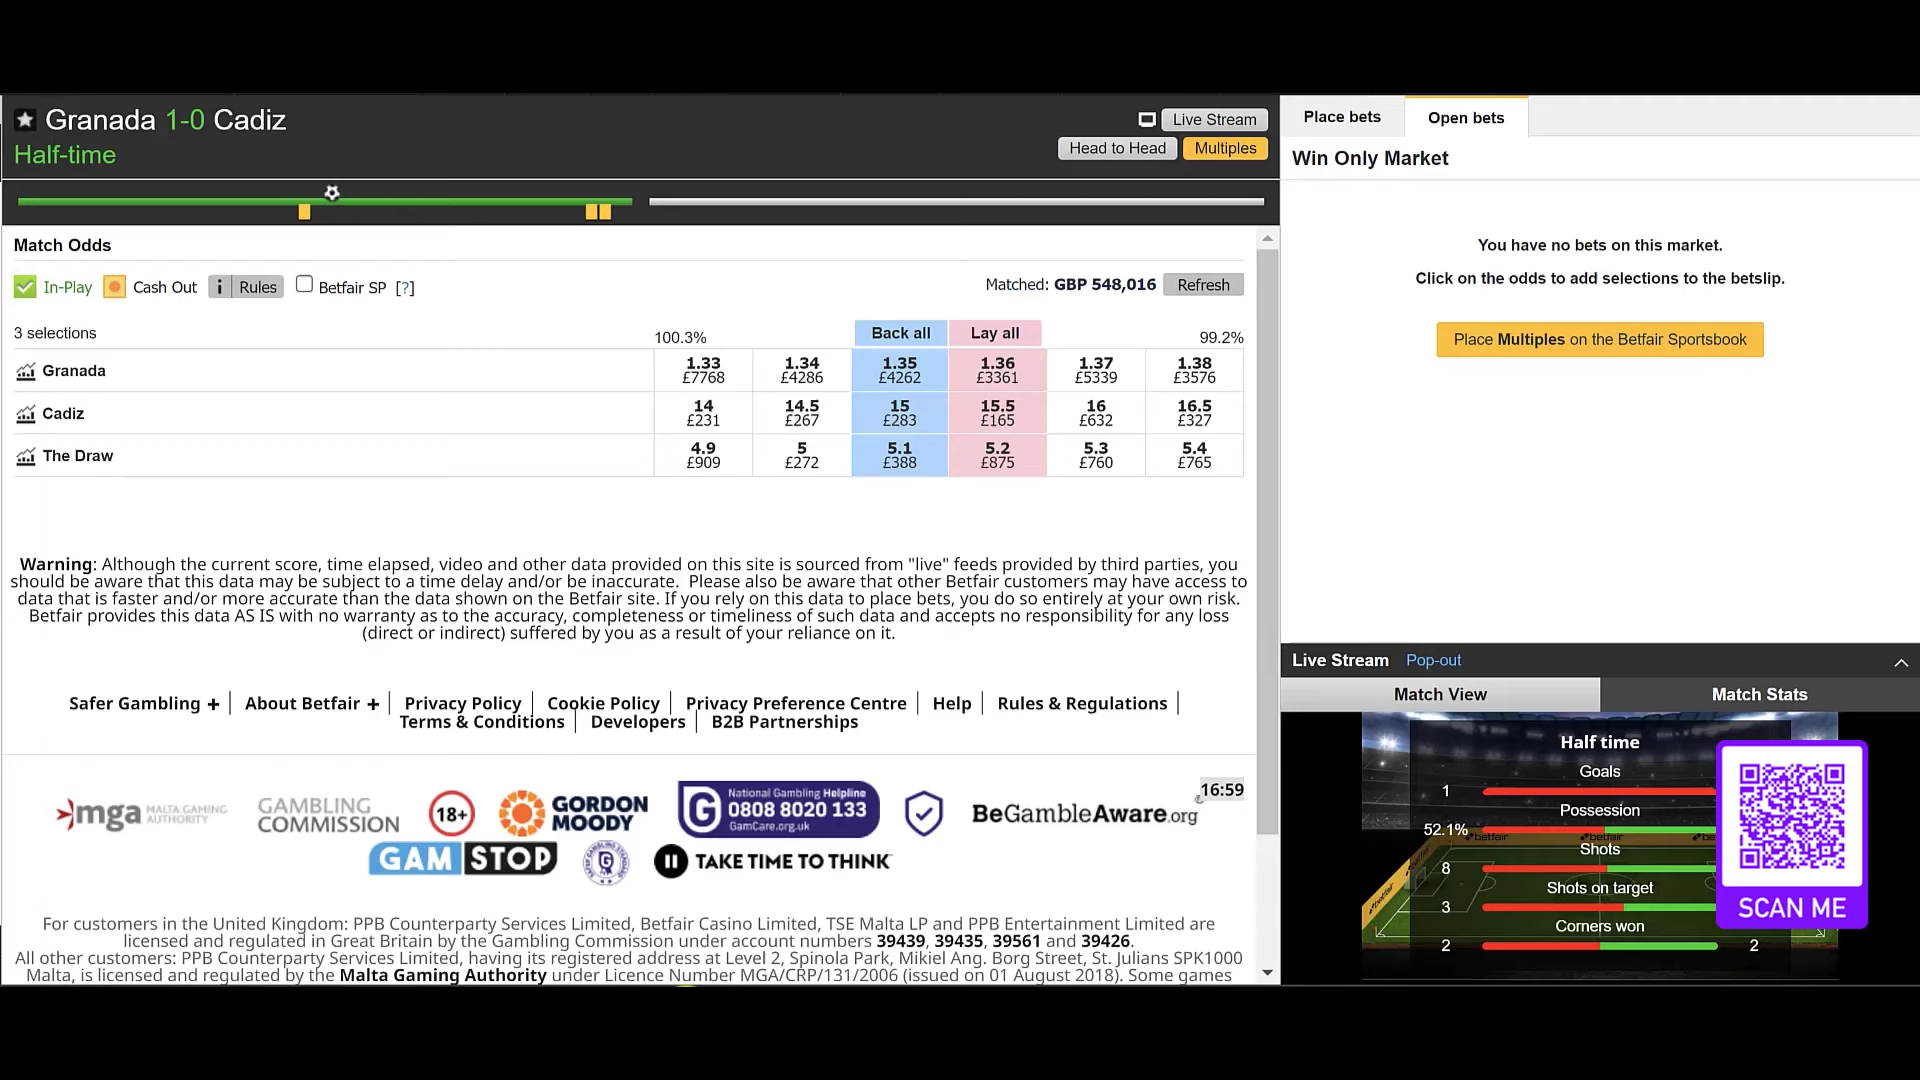 Granada 1-0 Cadiz
Half-time
Live Stream
Head to Head
Multiples
Match Odds
In-Play Cash Out i Rules Betfair SP [?]
Matched: GBP 548,016 Refresh
3 selections 100.3% Back all Lay all 99.2%
Granada 1.33 1.34 1.35 1.36 1.37 1.38
£7768 £4286 £4262 £3361 £5339 £3576
Cadiz 14 14.5 15 15.5 16 16.5
£231 £267 £283 £165 £632 £327
The Draw 4.9 5 5.1 5.2 5.3 5.4
£909 £272 £388 £875 £760 £765
Warning: Although the current score, time elapsed, video and other data provided on this site is sourced from "live" feeds provided by third parties, you
should be aware that this data may be subject to a time delay and/or be inaccurate. Please also be aware that other Betfair customers may have access to
data that is faster and/or more accurate than the data shown on the Betfair site. If you rely on this data to place bets, you do so entirely at your own risk.
Betfair provides this data AS IS with no warranty as to the accuracy, completeness or timeliness of such data and accepts no responsibility for any loss
(direct or indirect) suffered by you as a result of your reliance on it.
Safer Gambling + About Betfair + Privacy Policy Cookie Policy Privacy Preference Centre Help Rules & Regulations
Terms & Conditions Developers B2B Partnerships
16:59
mga MALTA GAMING AUTHORITY
GAMBLING COMMISSION
18+
GORDON MOODY
National Gambling Helpline
0808 8020 133
GamCare.org.uk
BeGambleAware.org
GAMSTOP
TAKE TIME TO THINK
For customers in the United Kingdom: PPB Counterparty Services Limited, Betfair Casino Limited, TSE Malta LP and PPB Entertainment Limited are
licensed and regulated in Great Britain by the Gambling Commission under account numbers 39439, 39435, 39561 and 39426.
All other customers: PPB Counterparty Services Limited, having its registered address at Level 2, Spinola Park, Mikiel Ang. Borg Street, St. Julians SPK1000
Malta, is licensed and regulated by the Malta Gaming Authority under Licence Number MGA/CRP/131/2006 (issued on 01 August 2018). Some games
Place bets Open bets
Win Only Market
You have no bets on this market.
Click on the odds to add selections to the betslip.
Place Multiples on the Betfair Sportsbook
Live Stream Pop-out
Match View Match Stats
Half time
Goals
1
Possession
52.1%
betfair betfair
Shots
8
Shots on target
3
Corners won
2 2
SCAN ME